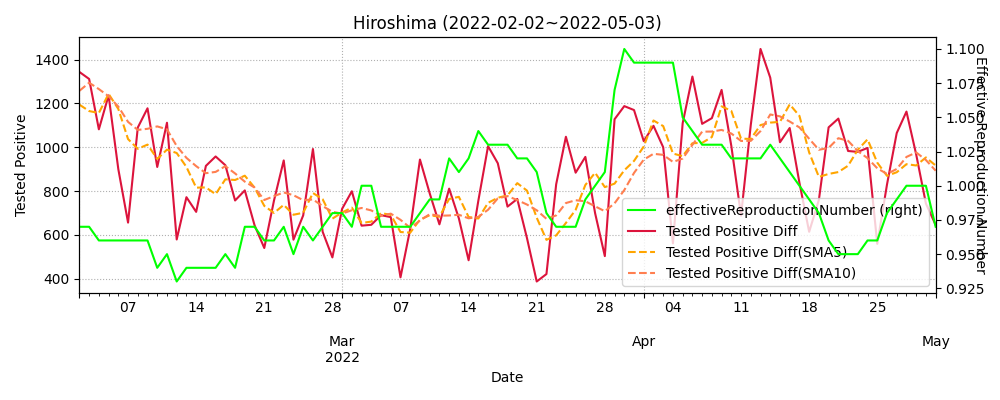 Hiroshima (2022-02-02~2022-05-03)
Tested Positive
1400
1200
1000
800
600
400
1.100
1.075
1.050
1.025
1.000
0.975
0.950
0.925
Effective Reproduction Number
effectiveReproductionNumber (right)
Tested Positive Diff
Tested Positive Diff(SMA5)
Tested Positive Diff(SMA10)
07 14 21 28 07 14 21 28 04 11 18 25
Mar Apr May
2022
Date